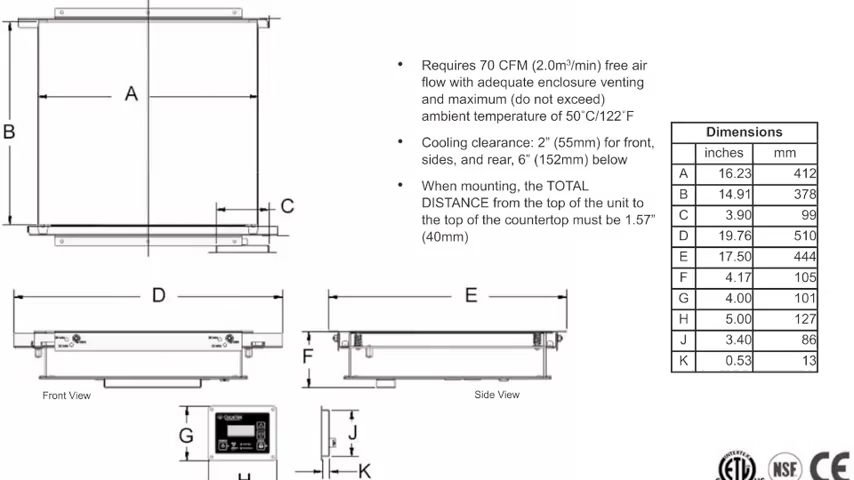 A
B
C
• Requires 70 CFM (2.0m³/min) free air
flow with adequate enclosure venting
and maximum (do not exceed)
ambient temperature of 50˚C/122˚F
• Cooling clearance: 2” (55mm) for front,
sides, and rear, 6” (152mm) below
• When mounting, the TOTAL
DISTANCE from the top of the unit to
the top of the countertop must be 1.57”
(40mm)
Dimensions
inches mm
A 16.23 412
B 14.91 378
C 3.90 99
D 19.76 510
E 17.50 444
F 4.17 105
G 4.00 101
H 5.00 127
J 3.40 86
K 0.53 13
D
E
F
Front View
Side View
G
H
J
K
INTERTEK
ETL
NSF
CE